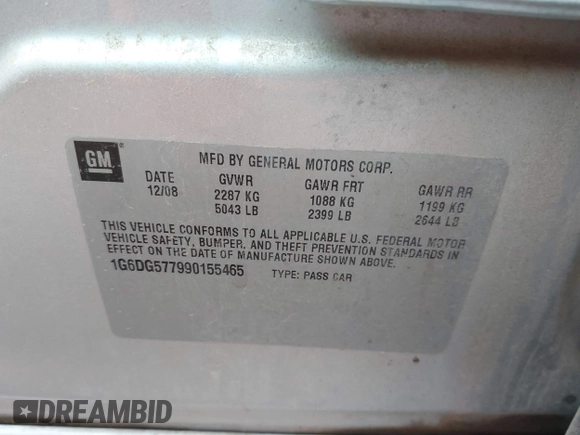 GM
MFD BY GENERAL MOTORS CORP.
DATE GVWR GAWR FRT GAWR RR
12/08 2287 KG 1088 KG 1199 KG
5043 LB 2399 LB 2644 LB
THIS VEHICLE CONFORMS TO ALL APPLICABLE U.S. FEDERAL MOTOR
VEHICLE SAFETY, BUMPER, AND THEFT PREVENTION STANDARDS IN
EFFECT ON THE DATE OF MANUFACTURE SHOWN ABOVE.
1G6DG577990155465 TYPE: PASS CAR
DREAMBID